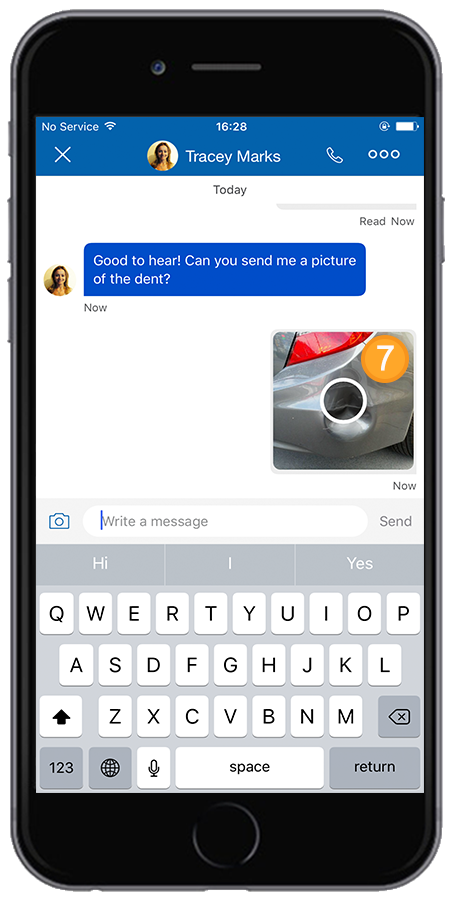 No Service 16:28
Tracey Marks
Today
Read Now
Good to hear! Can you send me a picture
of the dent?
Now
7
Now
Write a message Send
Hi I Yes
Q W E R T Y U I O P
A S D F G H J K L
Z X C V B N M
123 space return